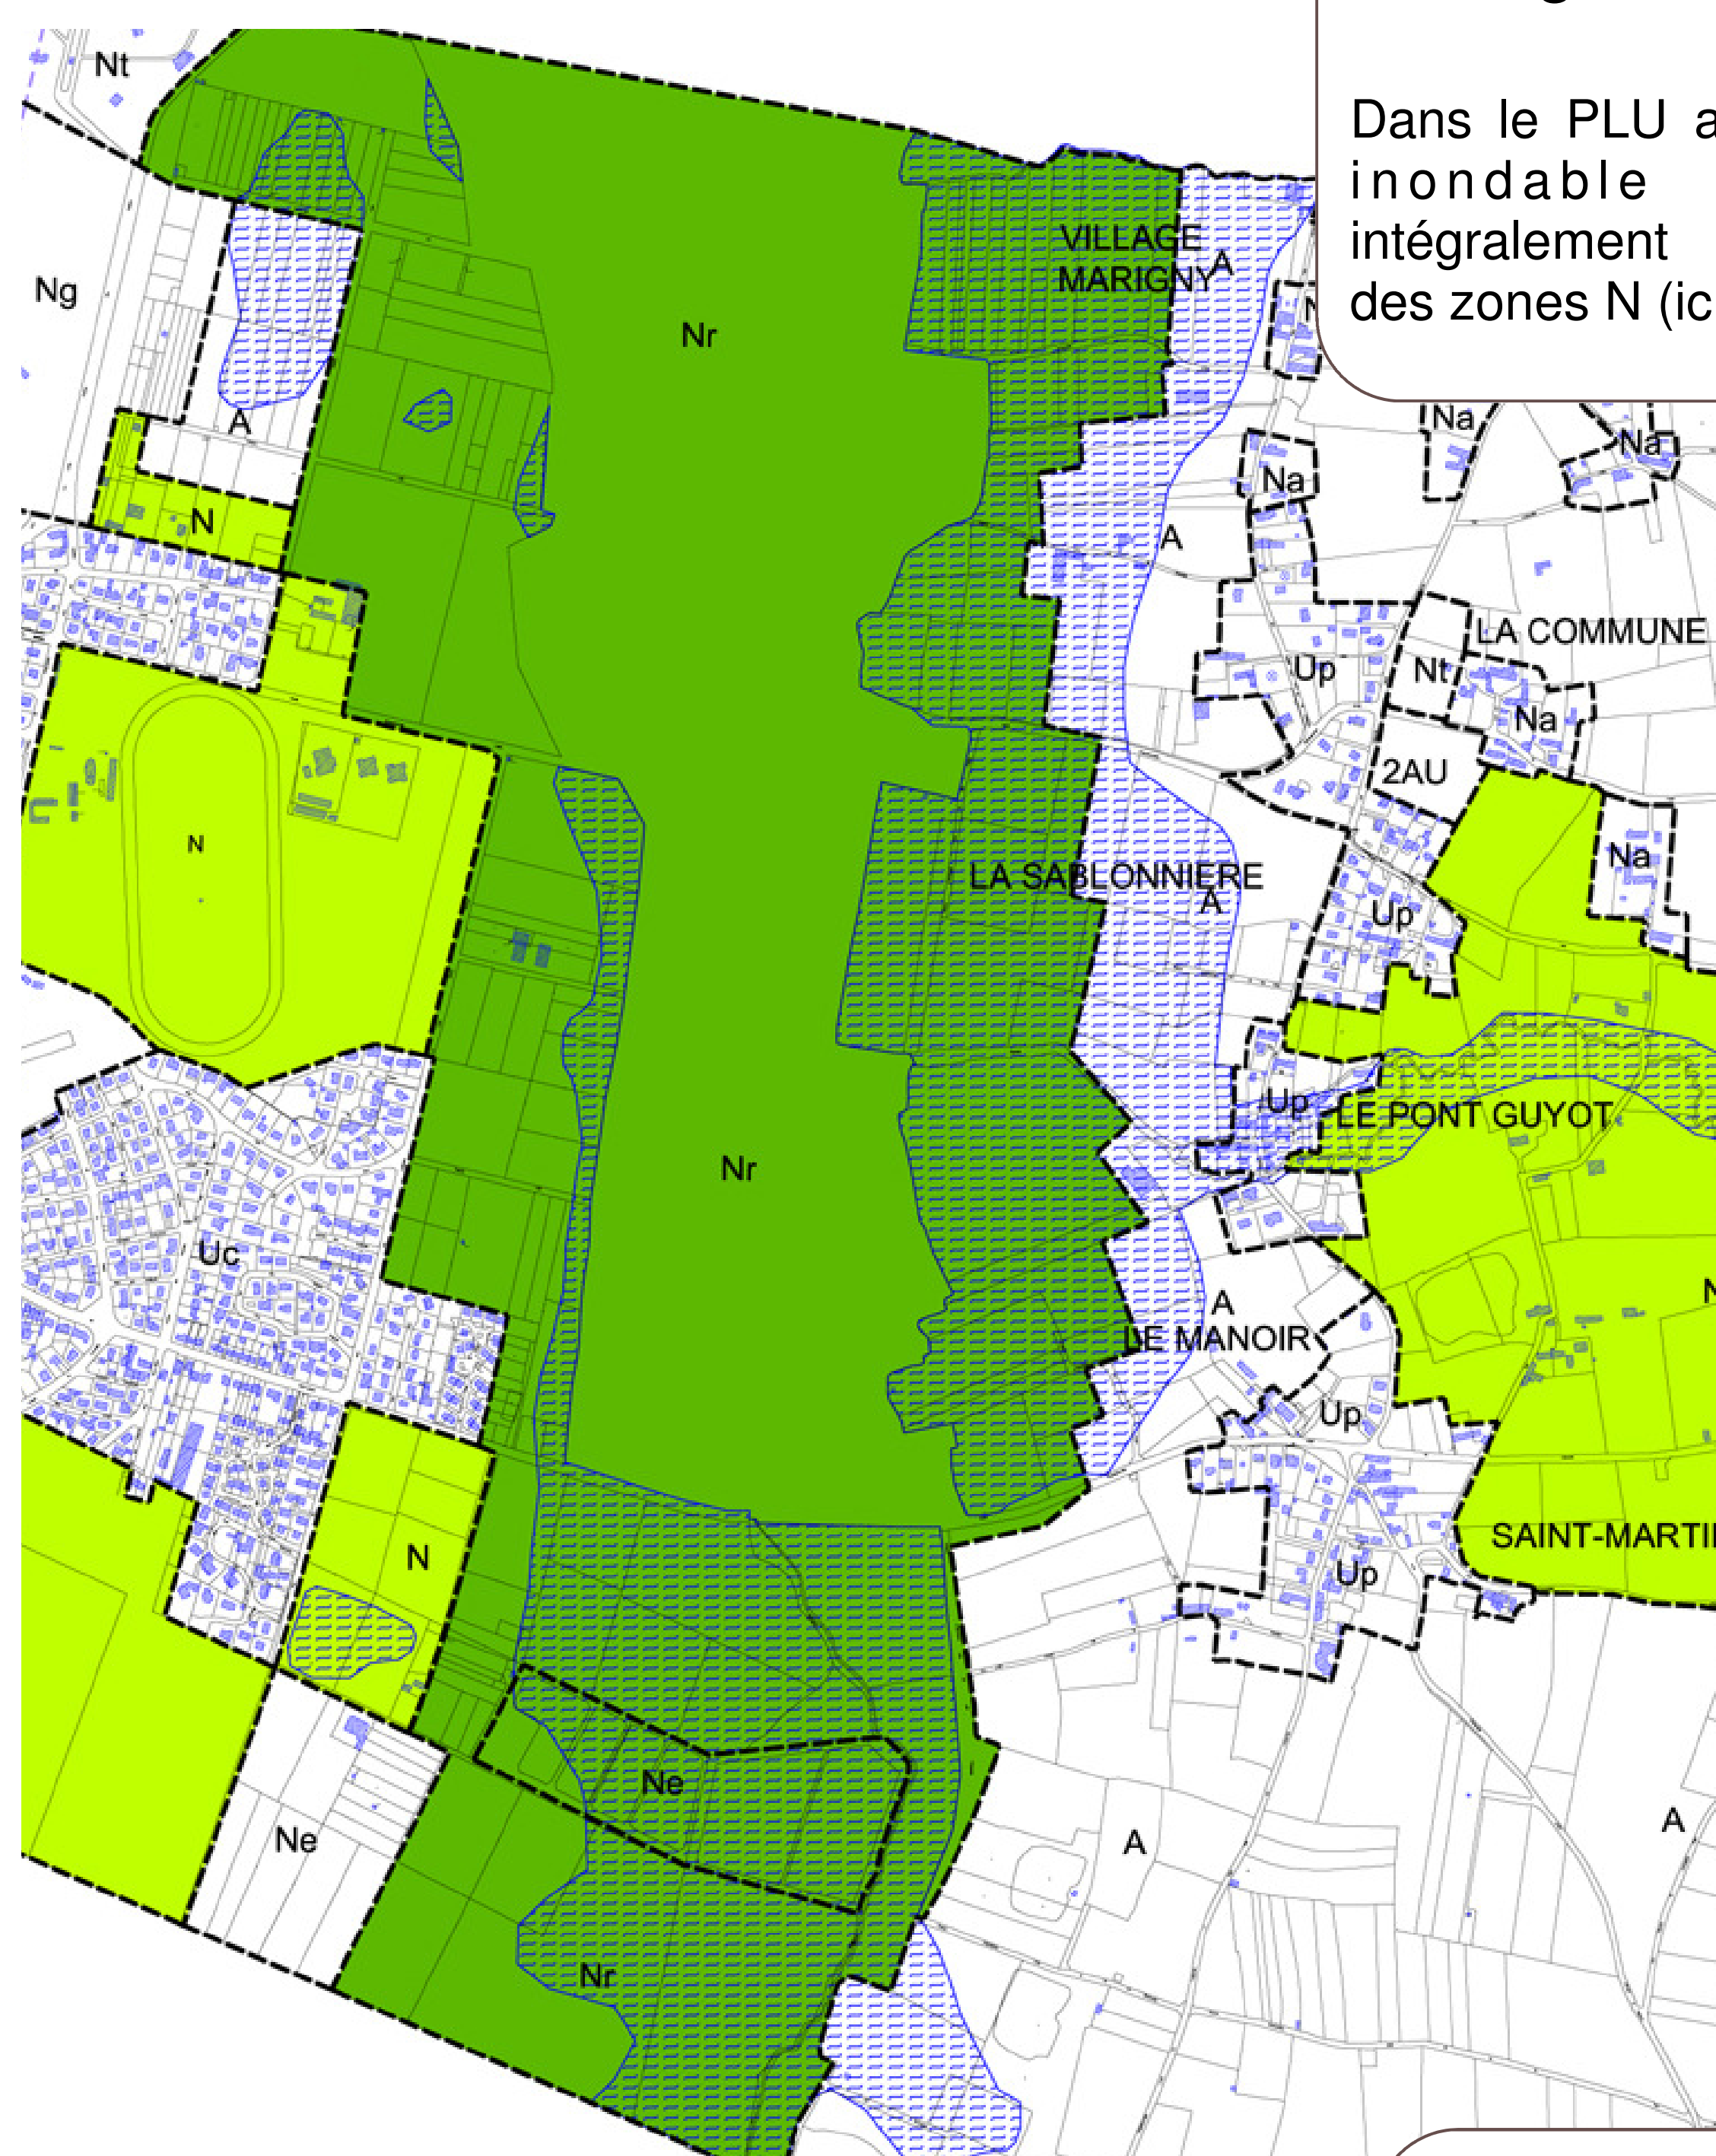 Nt
Dans le PLU a
inondable
intégralement
des zones N (ic
VILLAGE
MARIGNY
A
Ng
Nr
N
A
Na
Na
Na
N
A
LA COMMUNE
Up
Nt
Na
2AU
N
Na
LA SABLONNIERE
A
Up
Up
LE PONT GUYOT
Nr
Uc
N
A
LE MANOIR
Up
SAINT-MARTI
N
Up
Ne
Ne
A
A
Nr